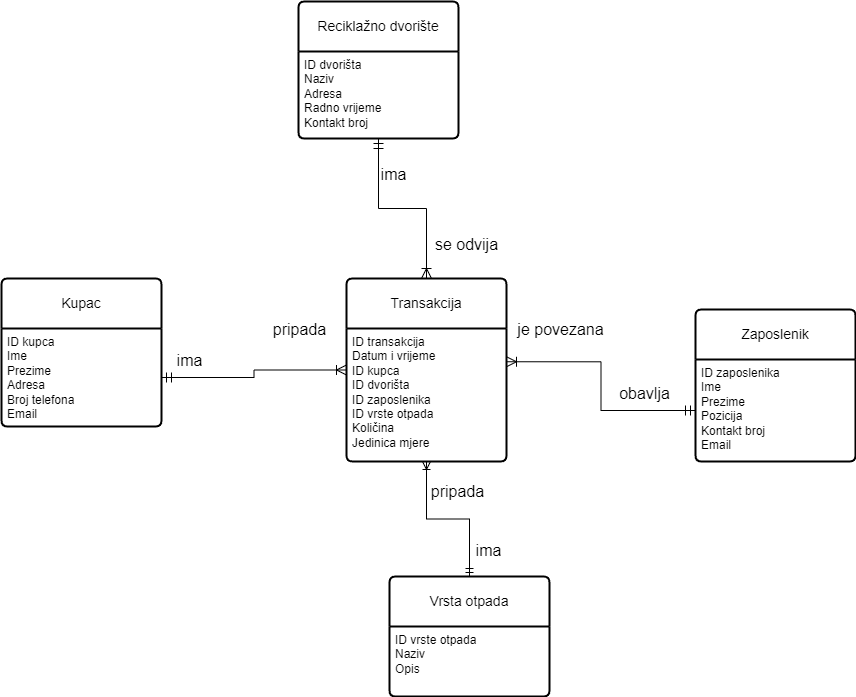 Reciklažno dvorište
ID dvorišta
Naziv
Adresa
Radno vrijeme
Kontakt broj
ima
se odvija
Kupac
ID kupca
Ime
Prezime
Adresa
Broj telefona
Email
ima
pripada
Transakcija
ID transakcija
Datum i vrijeme
ID kupca
ID dvorišta
ID zaposlenika
ID vrste otpada
Količina
Jedinica mjere
je povezana
obavlja
Zaposlenik
ID zaposlenika
Ime
Prezime
Pozicija
Kontakt broj
Email
pripada
ima
Vrsta otpada
ID vrste otpada
Naziv
Opis